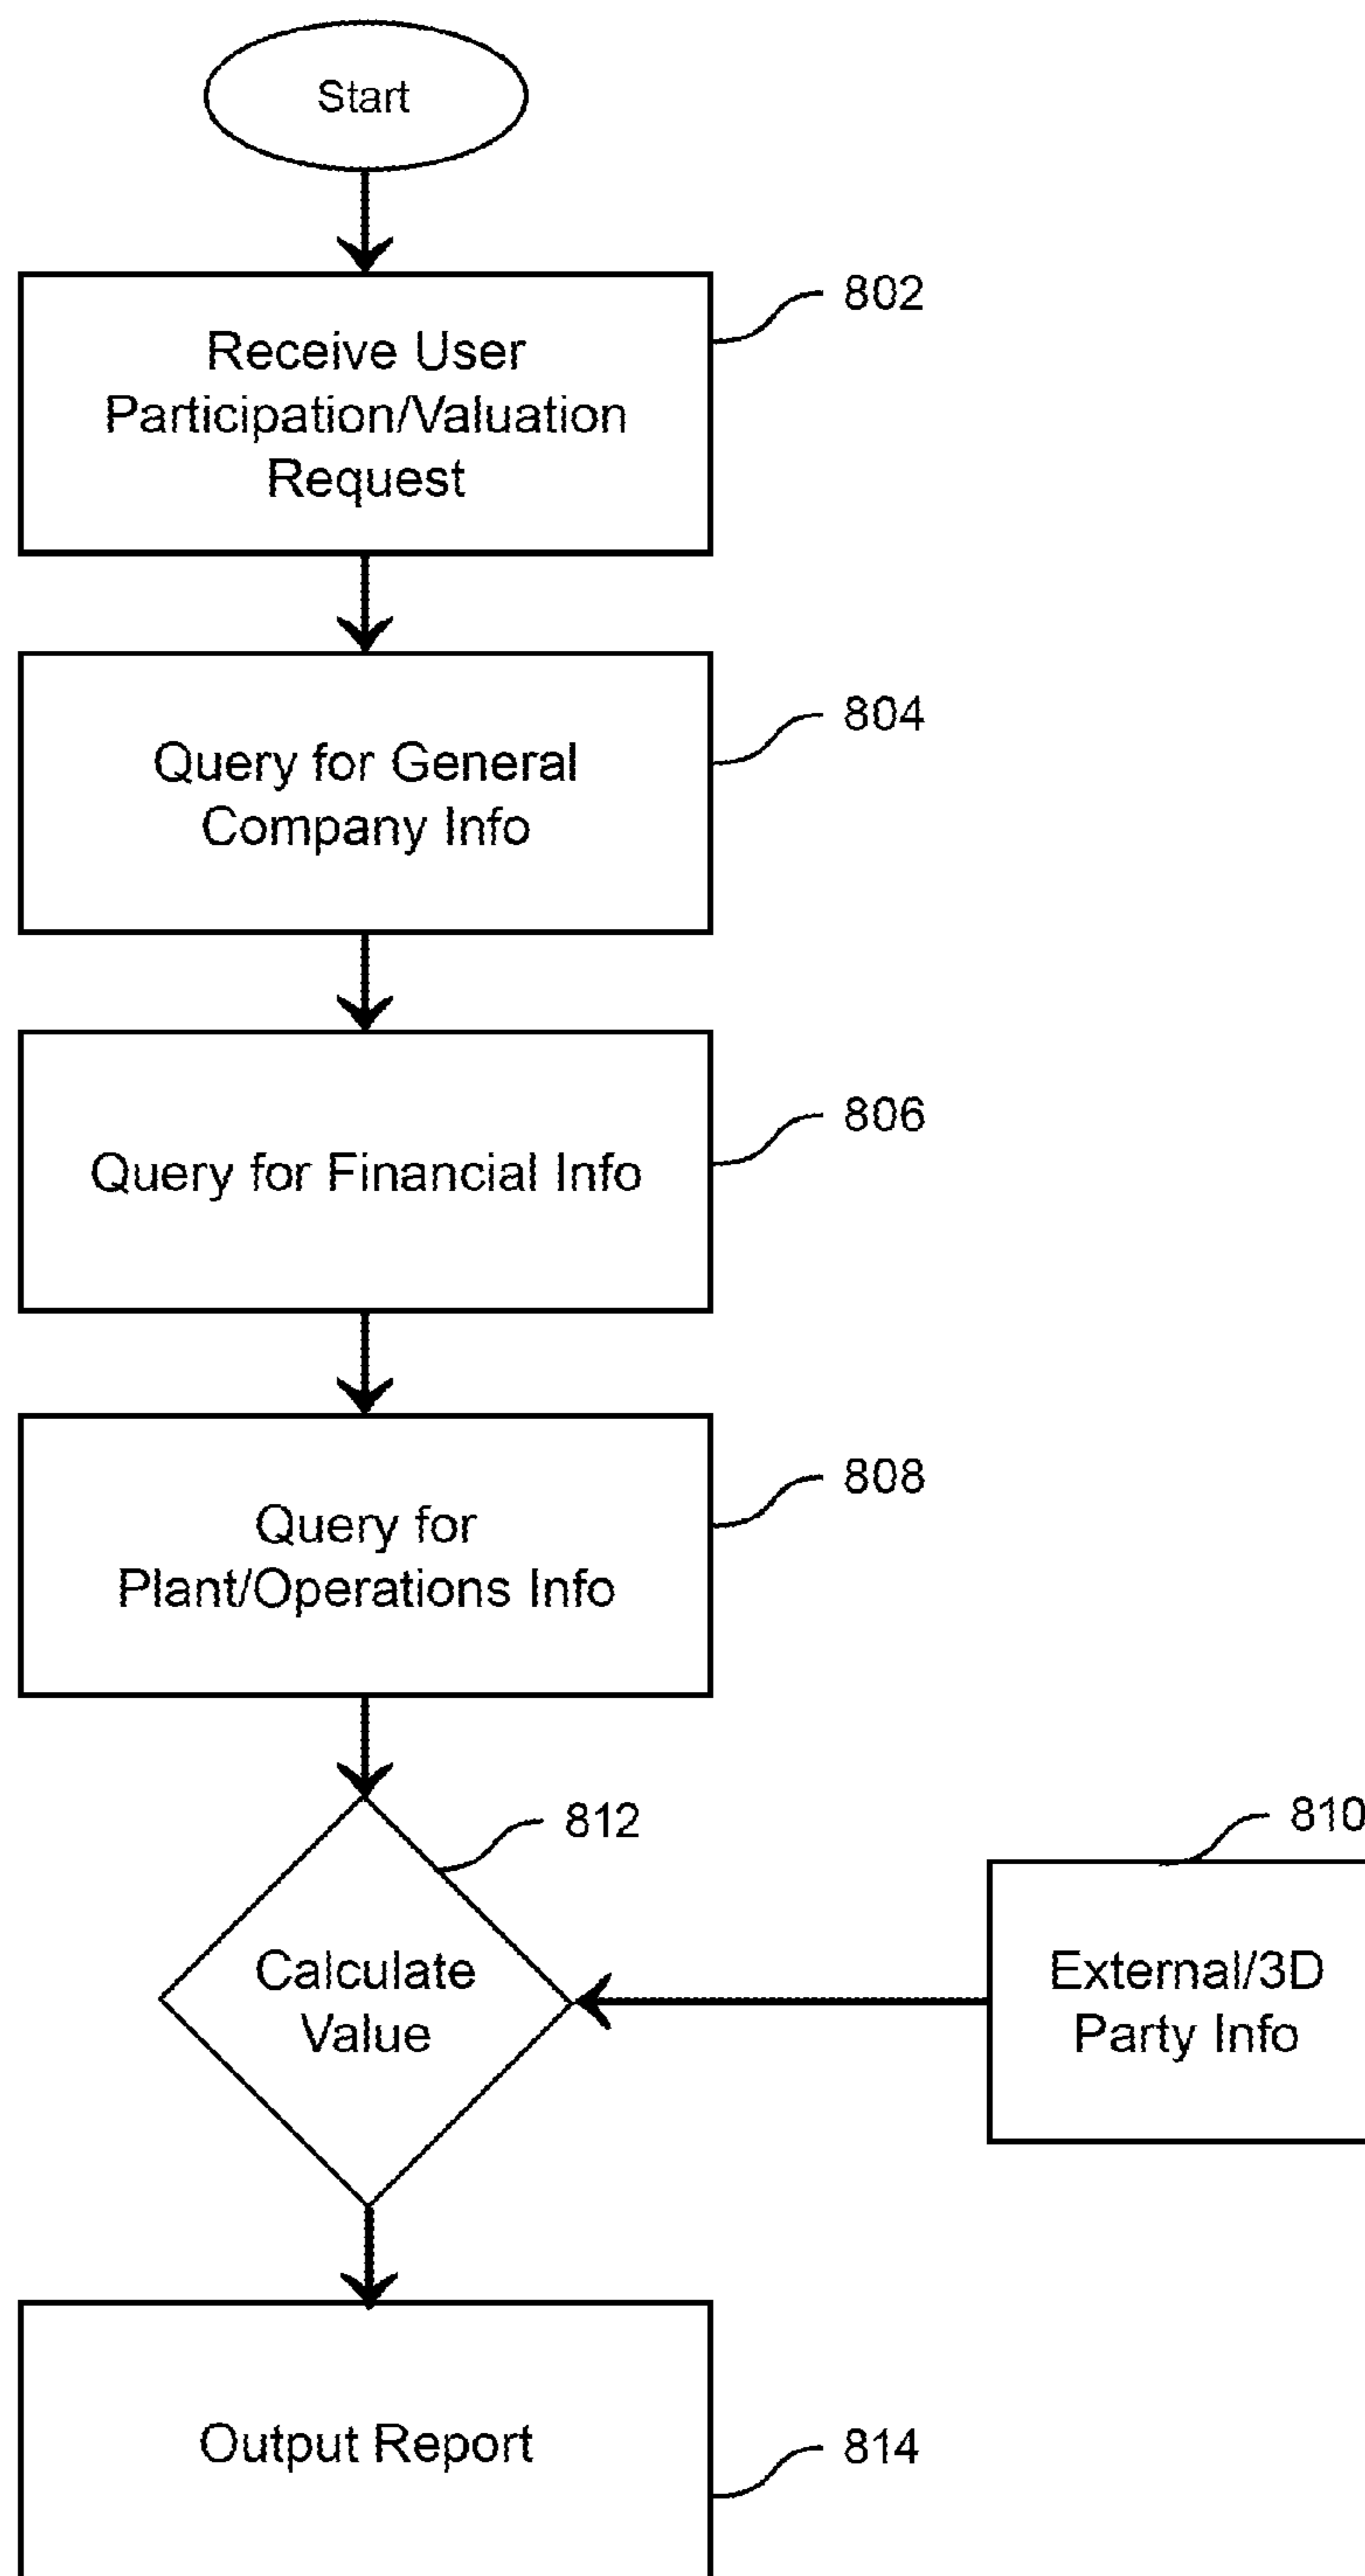 Start
802
Receive User
Participation/Valuation
Request
804
Query for General
Company Info
806
Query for Financial Info
808
Query for
Plant/Operations Info
812
810
Calculate
Value
External/3D
Party Info
Output Report
814